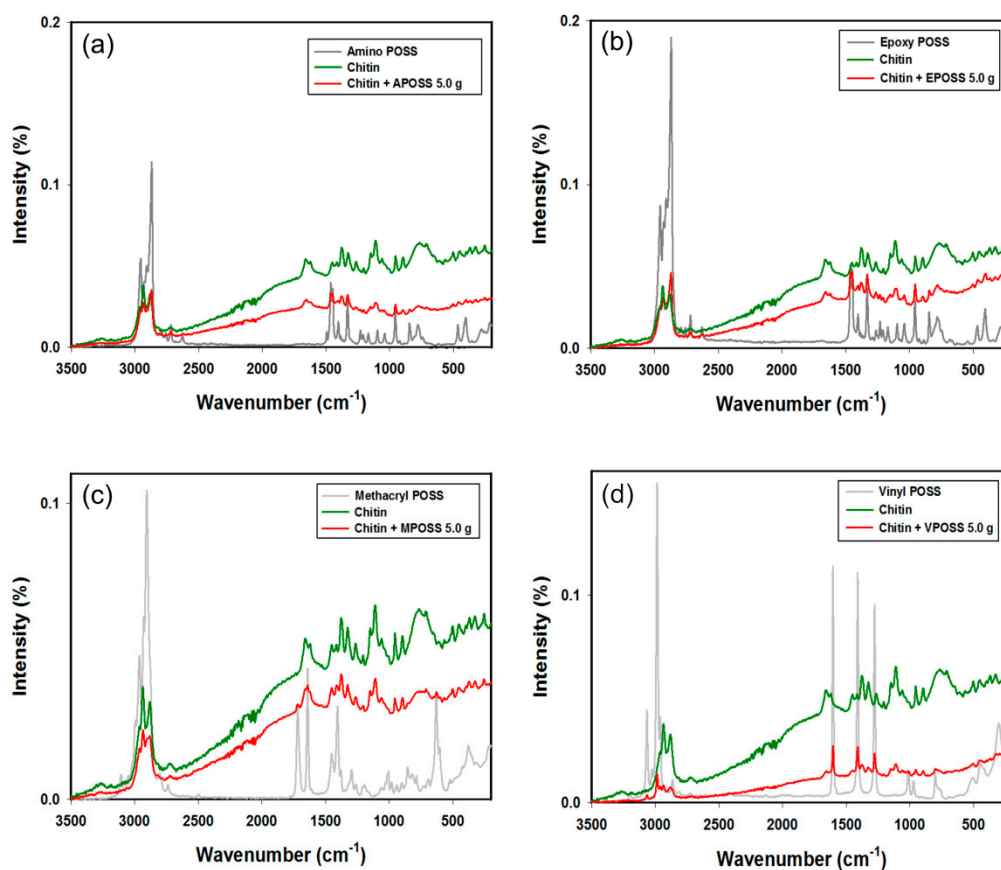 (a)
Amino POSS
Chitin
Chitin + APOSS 5.0 g
Intensity (%)
0.2
0.1
0.0
3500 3000 2500 2000 1500 1000 500
Wavenumber (cm-1)
(b)
Epoxy POSS
Chitin
Chitin + EPOSS 5.0 g
Intensity (%)
0.2
0.1
0.0
3500 3000 2500 2000 1500 1000 500
Wavenumber (cm-1)
(c)
Methacryl POSS
Chitin
Chitin + MPOSS 5.0 g
Intensity (%)
0.1
0.0
3500 3000 2500 2000 1500 1000 500
Wavenumber (cm-1)
(d)
Vinyl POSS
Chitin
Chitin + VPOSS 5.0 g
Intensity (%)
0.1
0.0
3500 3000 2500 2000 1500 1000 500
Wavenumber (cm-1)